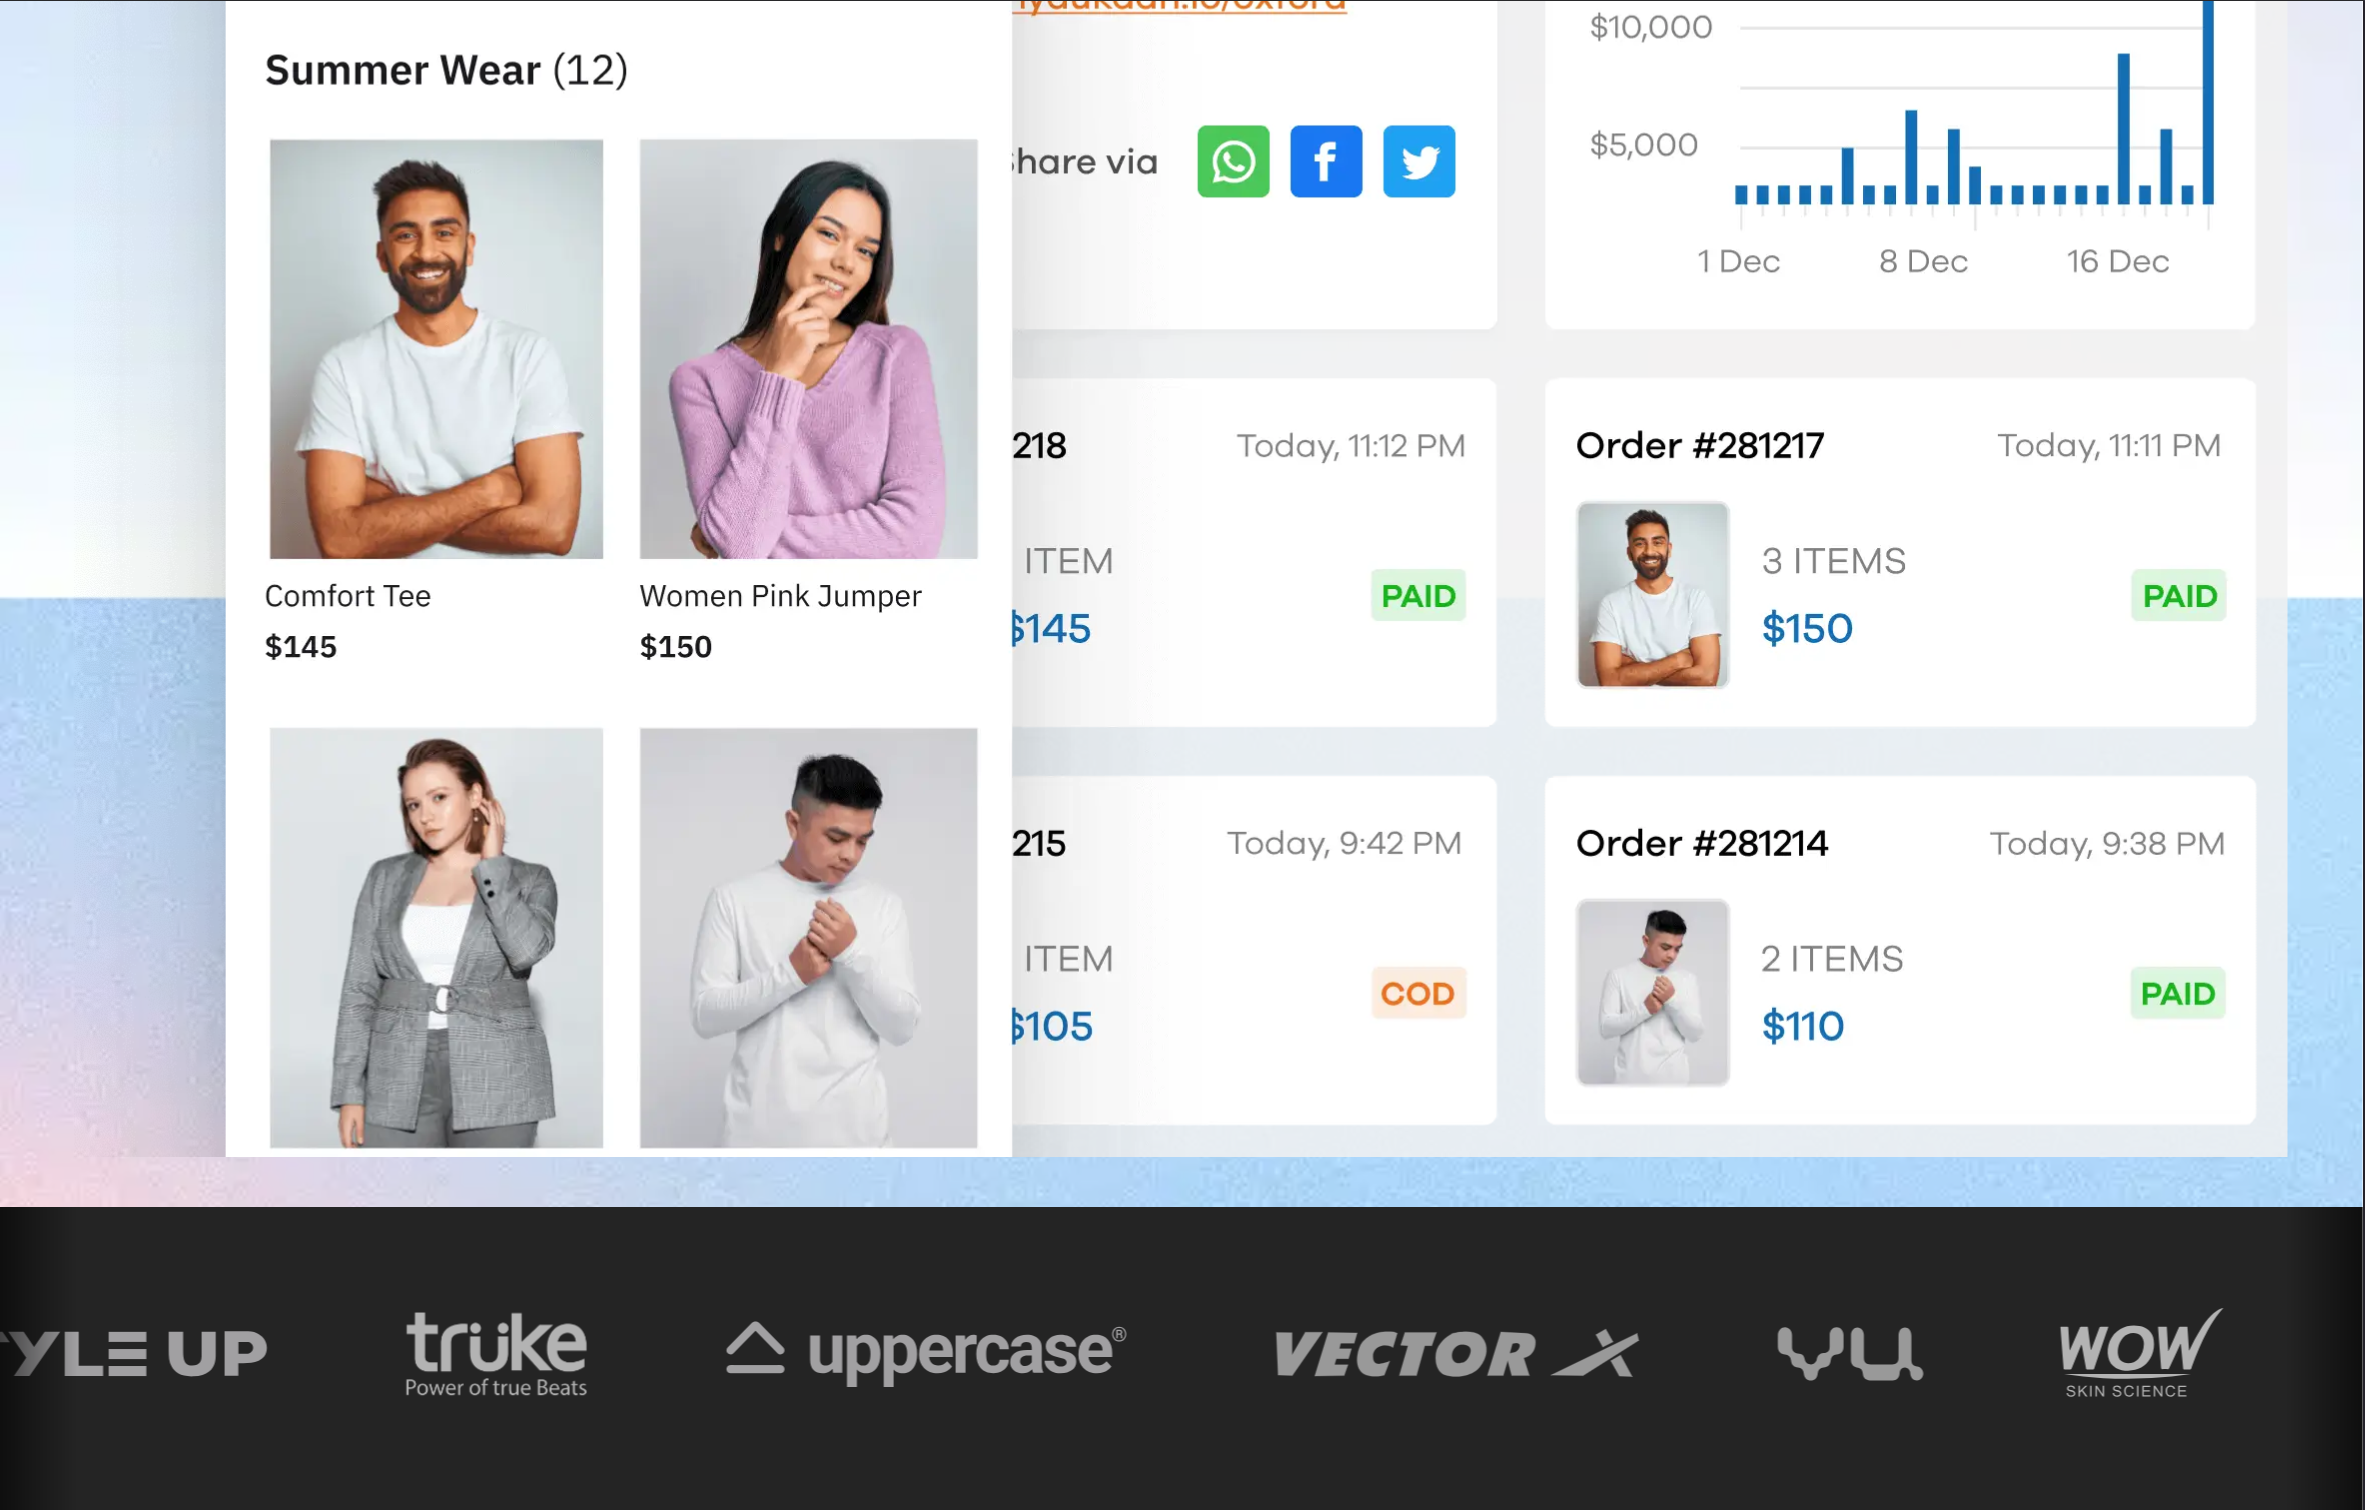 Summer Wear (12)
Comfort Tee
$145
Women Pink Jumper
$150
Share via
$10,000
$5,000
1 Dec
8 Dec
16 Dec
218
Today, 11:12 PM
ITEM
$145
PAID
Order #281217
Today, 11:11 PM
3 ITEMS
$150
PAID
215
Today, 9:42 PM
ITEM
$105
COD
Order #281214
Today, 9:38 PM
2 ITEMS
$110
PAID
YLE UP
trüke
Power of true Beats
uppercase®
VECTOR X
VU
WOW
SKIN SCIENCE